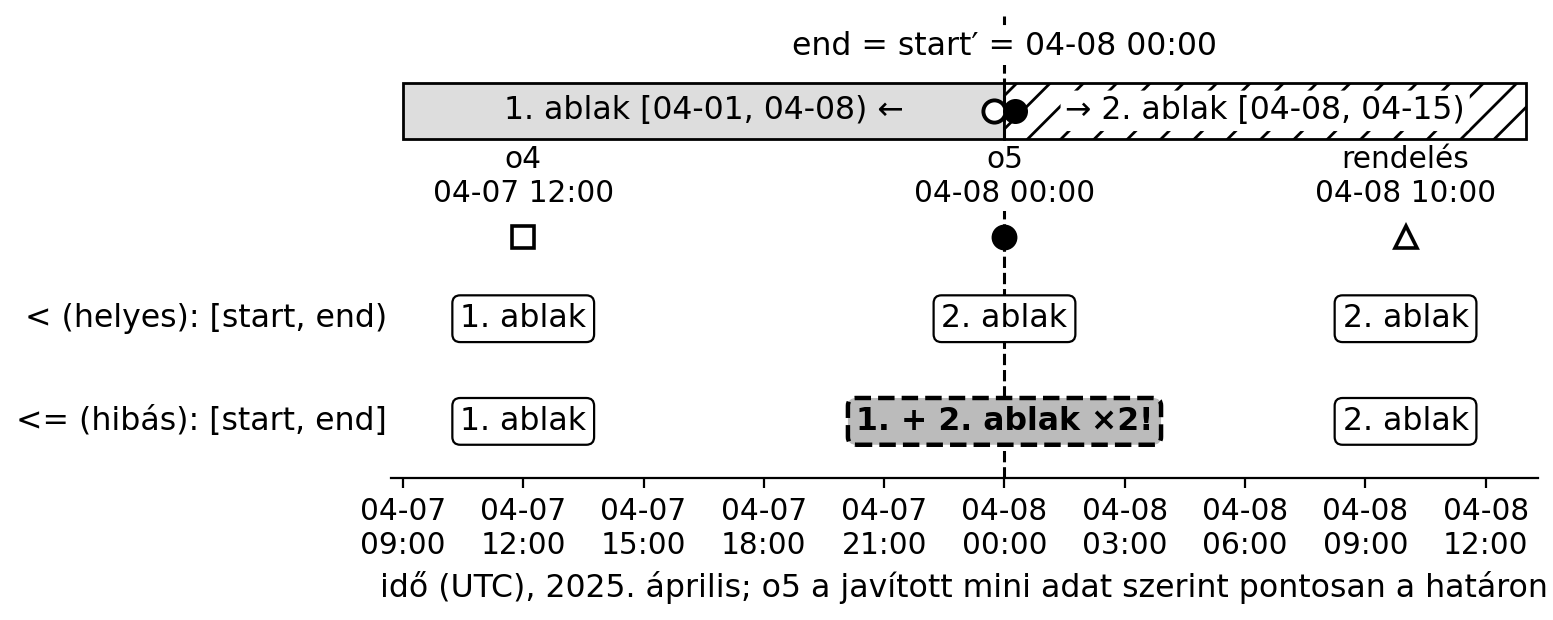 end = start′ = 04-08 00:00
1. ablak [04-01, 04-08) ← → 2. ablak [04-08, 04-15)
o4 o5 rendelés
04-07 12:00 04-08 00:00 04-08 10:00
< (helyes): [start, end) 1. ablak 2. ablak 2. ablak
<= (hibás): [start, end] 1. ablak 1. + 2. ablak ×2! 2. ablak
04-07 04-07 04-07 04-07 04-07 04-08 04-08 04-08 04-08 04-08
09:00 12:00 15:00 18:00 21:00 00:00 03:00 06:00 09:00 12:00
idő (UTC), 2025. április; o5 a javított mini adat szerint pontosan a határon